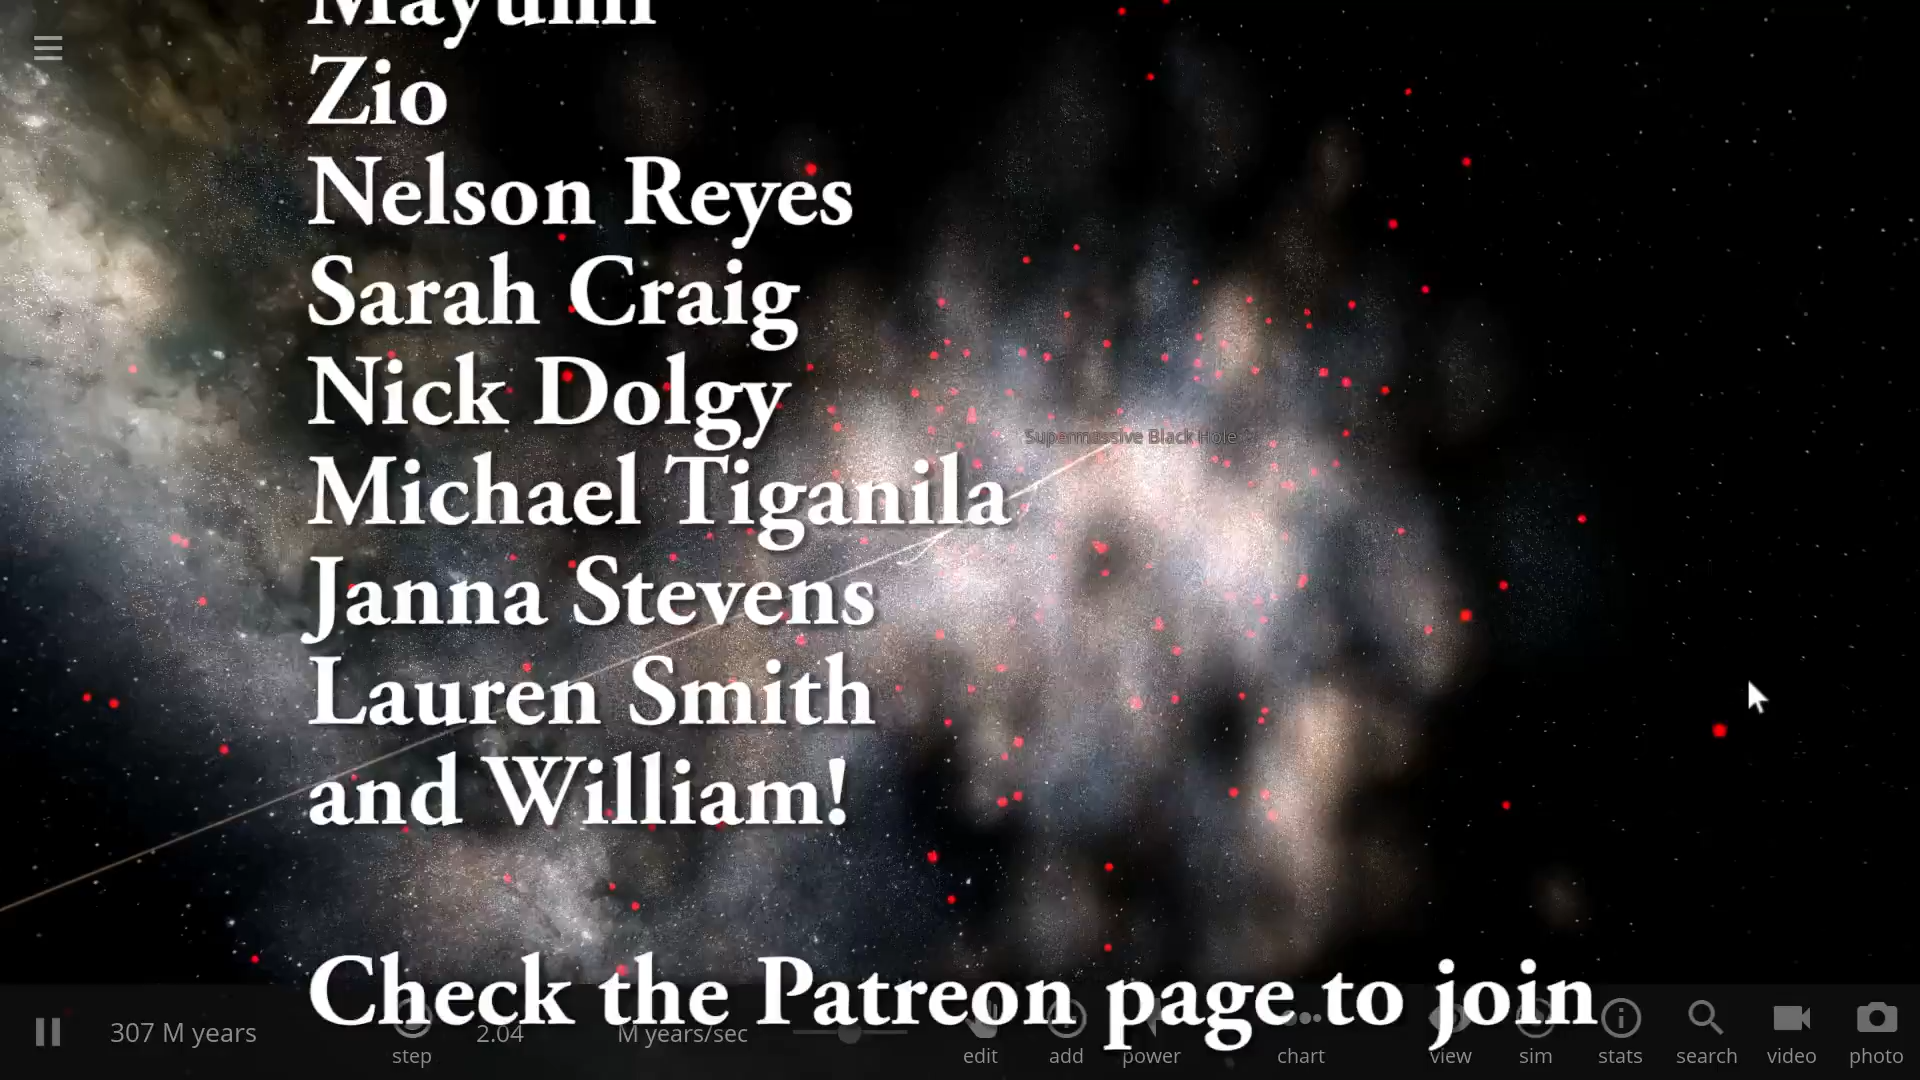 Zio
Nelson Reyes
Sarah Craig
Nick Dolgy
Supermassive Black Hole
Michael Tiganila
Janna Stevens
Lauren Smith
and William!
Check the Patreon page to join
307 M years
step
2.04
M years/sec
edit
add
power
chart
view
sim
stats
search
video
photo